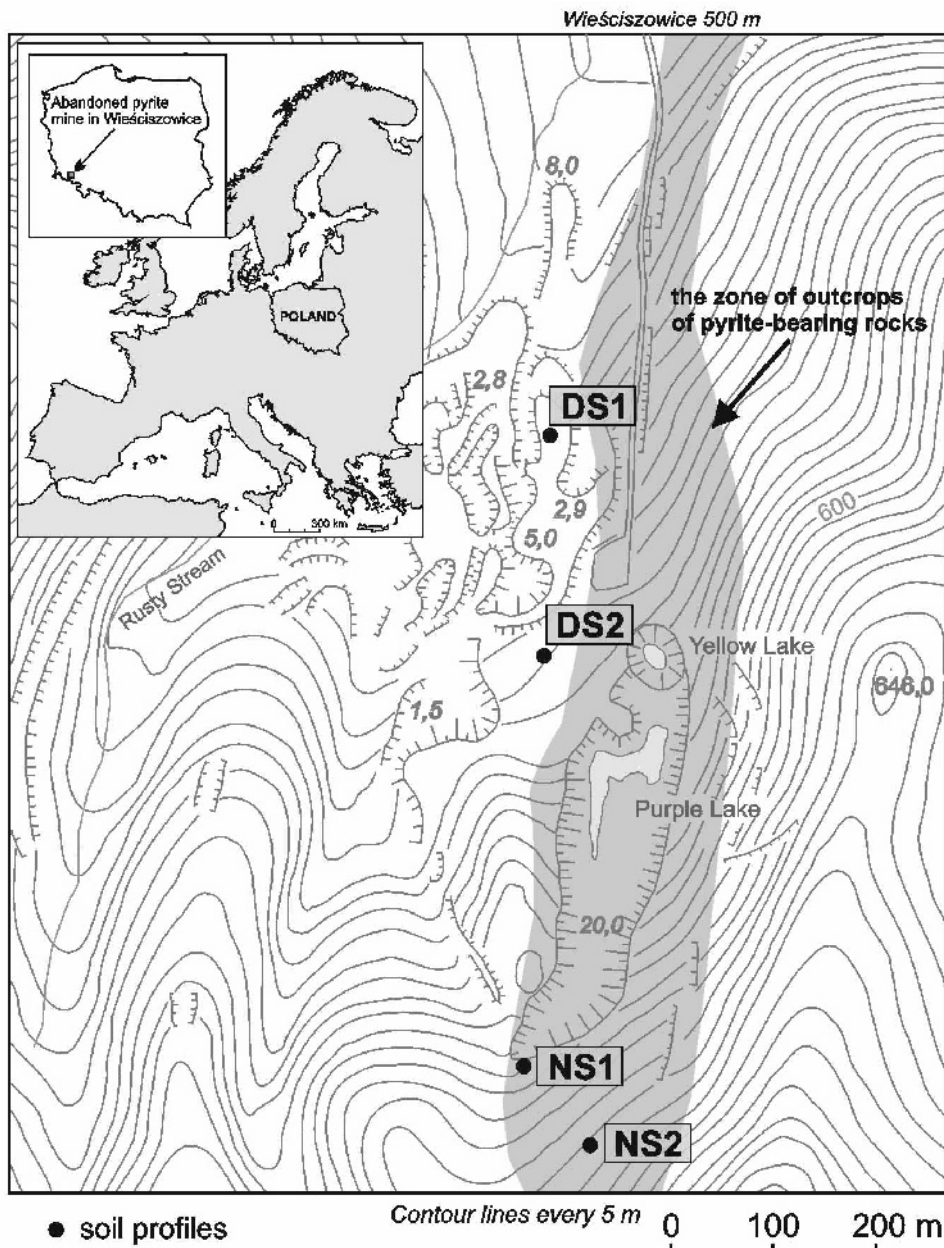 Wieściszowice 500 m
Abandoned pyrite
mine in Wieściszowice
POLAND
0 300 km
8,0
the zone of outcrops
of pyrite-bearing rocks
2,8
DS1
2,9
5,0
600
Rusty Stream
DS2
Yellow Lake
646,0
1,5
Purple Lake
20,0
NS1
NS2
soil profiles
Contour lines every 5 m
0 100 200 m